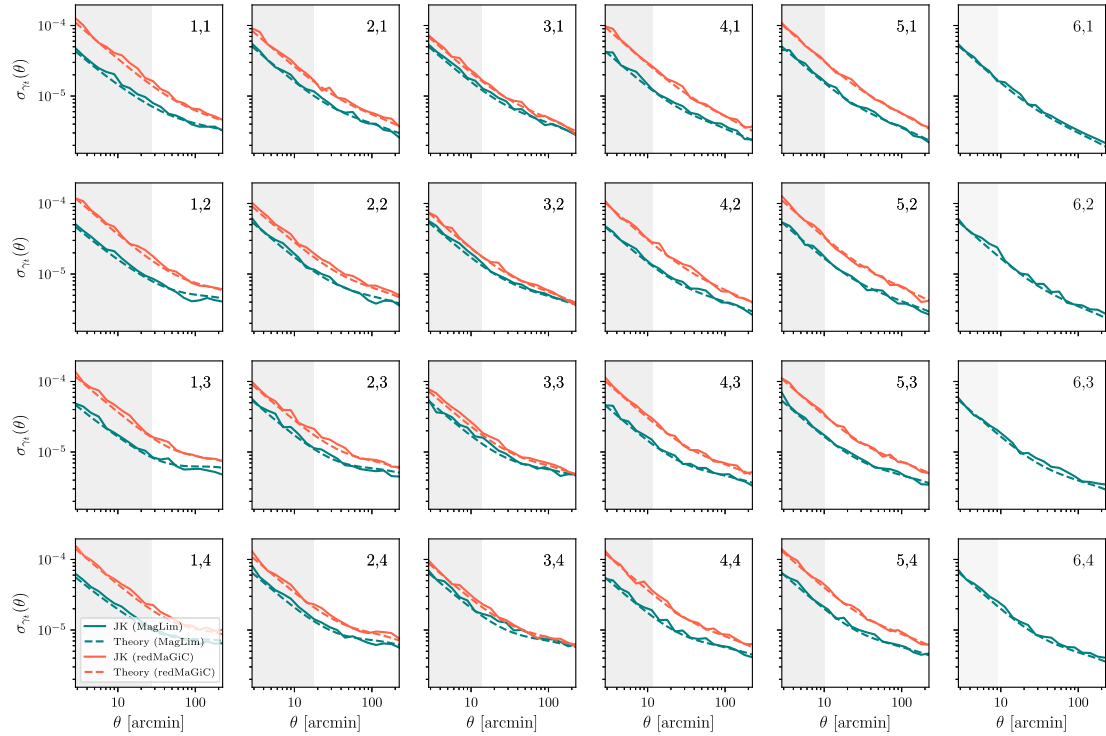 10⁻⁴
10⁻⁵
σ_γt(θ)
1,1
2,1
3,1
4,1
5,1
6,1
10⁻⁴
10⁻⁵
σ_γt(θ)
1,2
2,2
3,2
4,2
5,2
6,2
10⁻⁴
10⁻⁵
σ_γt(θ)
1,3
2,3
3,3
4,3
5,3
6,3
10⁻⁴
10⁻⁵
σ_γt(θ)
1,4
2,4
3,4
4,4
5,4
6,4
JK (MagLim)
Theory (MagLim)
JK (redMaGiC)
Theory (redMaGiC)
10 100
10 100
10 100
10 100
10 100
10 100
θ [arcmin]
θ [arcmin]
θ [arcmin]
θ [arcmin]
θ [arcmin]
θ [arcmin]